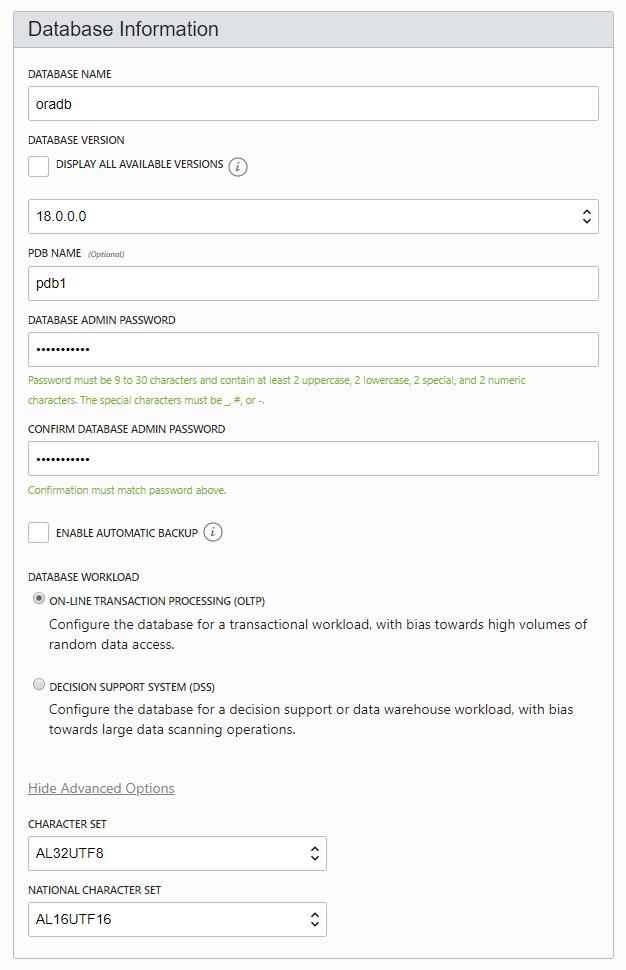 Database Information
DATABASE NAME
oradb
DATABASE VERSION
DISPLAY ALL AVAILABLE VERSIONS i
18.0.0.0
PDB NAME (Optional)
pdb1
DATABASE ADMIN PASSWORD
•••••••••••
Password must be 9 to 30 characters and contain at least 2 uppercase, 2 lowercase, 2 special, and 2 numeric
characters. The special characters must be _, #, or -.
CONFIRM DATABASE ADMIN PASSWORD
•••••••••••
Confirmation must match password above.
ENABLE AUTOMATIC BACKUP i
DATABASE WORKLOAD
ON-LINE TRANSACTION PROCESSING (OLTP)
Configure the database for a transactional workload, with bias towards high volumes of
random data access.
DECISION SUPPORT SYSTEM (DSS)
Configure the database for a decision support or data warehouse workload, with bias
towards large data scanning operations.
Hide Advanced Options
CHARACTER SET
AL32UTF8
NATIONAL CHARACTER SET
AL16UTF16